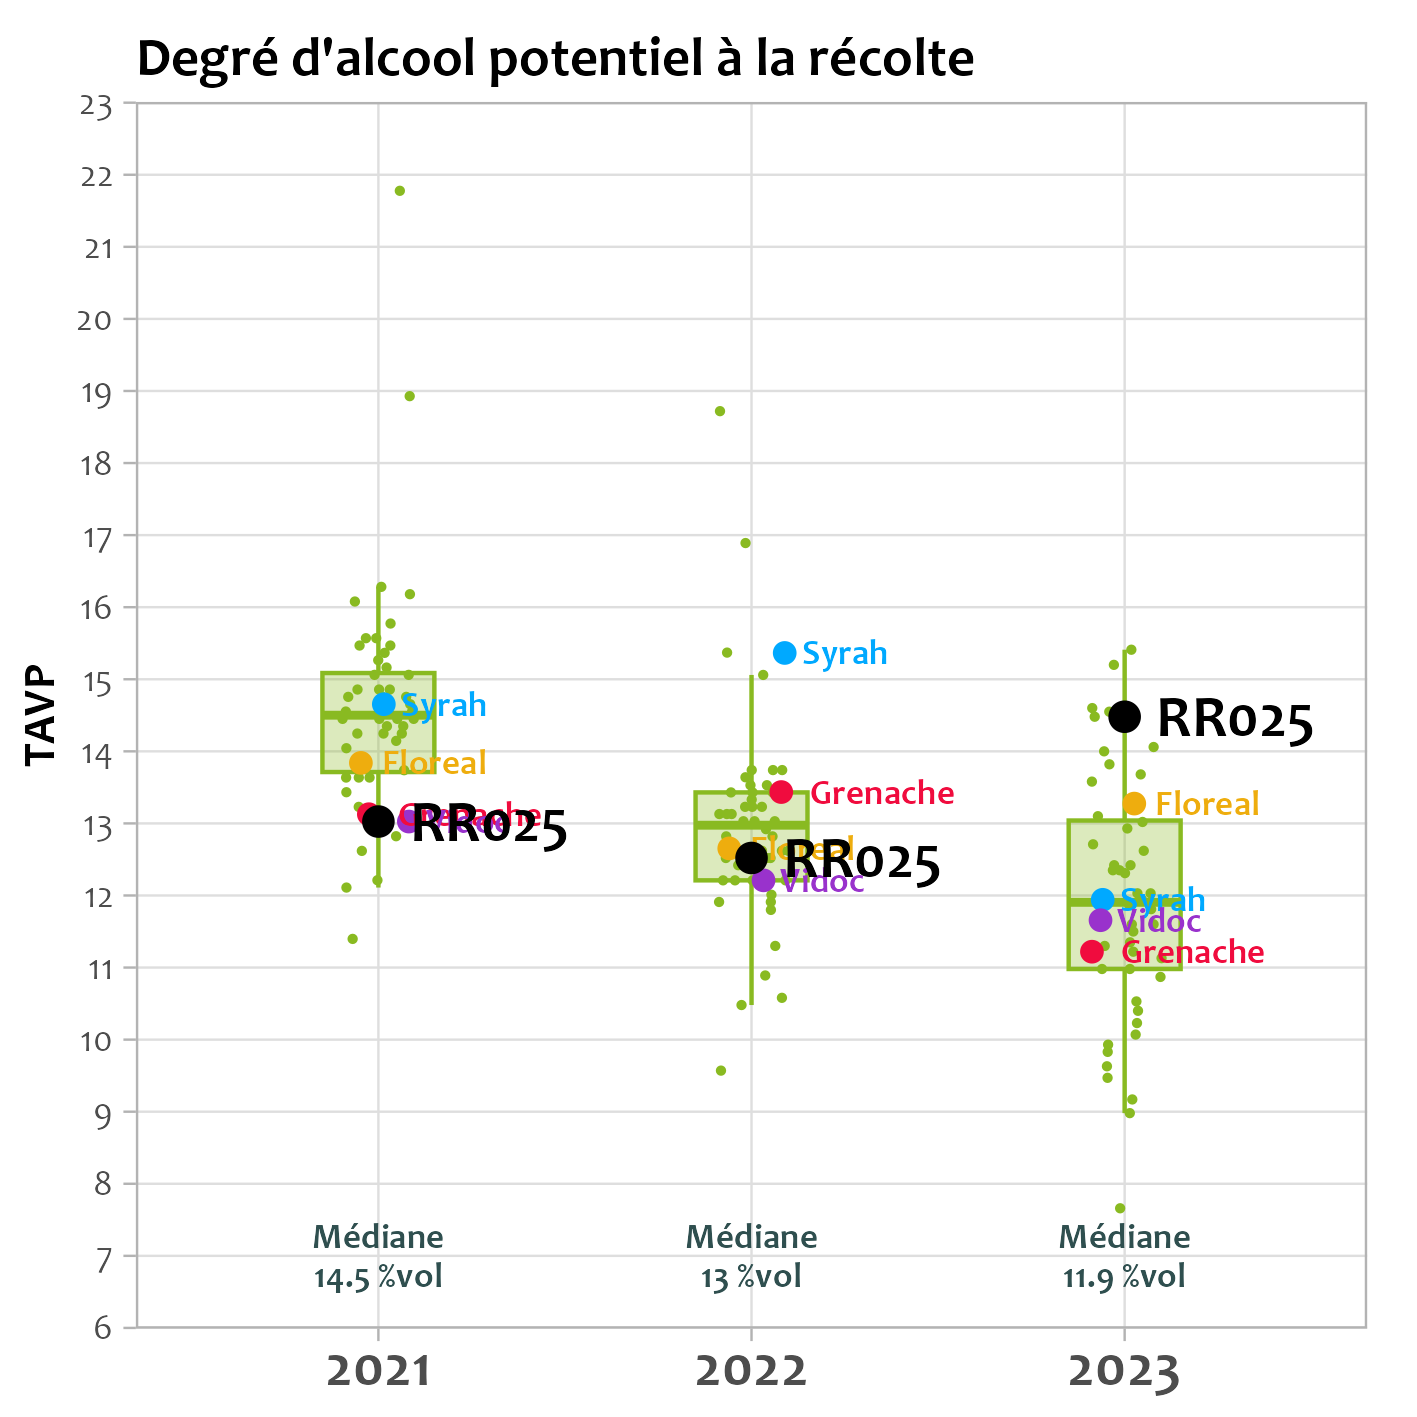 Degré d'alcool potentiel à la récolte
TAVP
23
22
21
20
19
18
17
16
15
14
13
12
11
10
9
8
7
6
Syrah
Floreal
Grenache
RR025
Syrah
Grenache
Floreal
RR025
Vidoc
RR025
Floreal
Syrah
Vidoc
Grenache
Médiane
14.5 %vol
Médiane
13 %vol
Médiane
11.9 %vol
2021
2022
2023